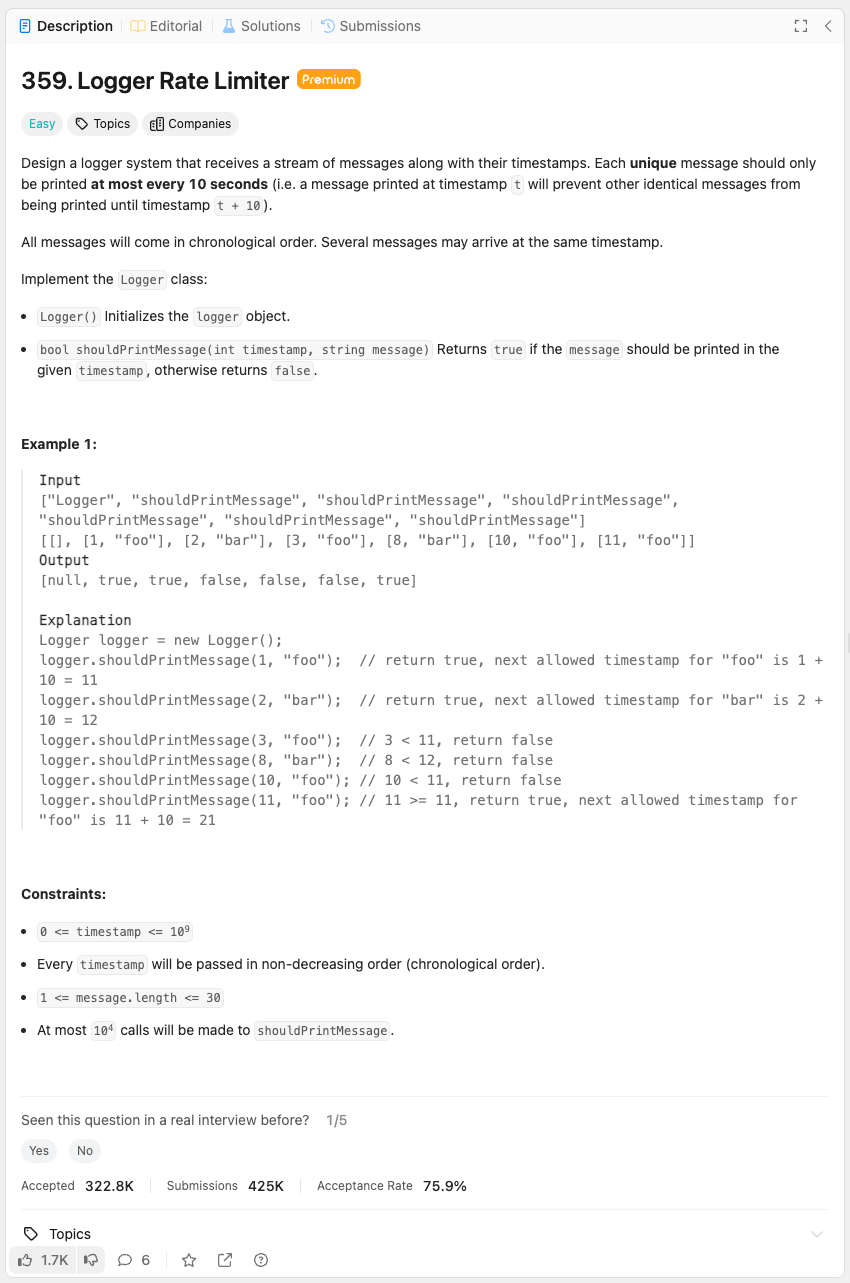 Description Editorial Solutions Submissions
359. Logger Rate Limiter Premium
Easy Topics Companies
Design a logger system that receives a stream of messages along with their timestamps. Each unique message should only
be printed at most every 10 seconds (i.e. a message printed at timestamp t will prevent other identical messages from
being printed until timestamp t + 10 ).
All messages will come in chronological order. Several messages may arrive at the same timestamp.
Implement the Logger class:
• Logger() Initializes the logger object.
• bool shouldPrintMessage(int timestamp, string message) Returns true if the message should be printed in the
given timestamp, otherwise returns false.
Example 1:
Input
["Logger", "shouldPrintMessage", "shouldPrintMessage", "shouldPrintMessage",
"shouldPrintMessage", "shouldPrintMessage", "shouldPrintMessage"]
[[], [1, "foo"], [2, "bar"], [3, "foo"], [8, "bar"], [10, "foo"], [11, "foo"]]
Output
[null, true, true, false, false, false, true]
Explanation
Logger logger = new Logger();
logger.shouldPrintMessage(1, "foo");  // return true, next allowed timestamp for "foo" is 1 +
10 = 11
logger.shouldPrintMessage(2, "bar");  // return true, next allowed timestamp for "bar" is 2 +
10 = 12
logger.shouldPrintMessage(3, "foo");  // 3 < 11, return false
logger.shouldPrintMessage(8, "bar");  // 8 < 12, return false
logger.shouldPrintMessage(10, "foo"); // 10 < 11, return false
logger.shouldPrintMessage(11, "foo"); // 11 >= 11, return true, next allowed timestamp for
"foo" is 11 + 10 = 21
Constraints:
• 0 <= timestamp <= 10⁹
• Every timestamp will be passed in non-decreasing order (chronological order).
• 1 <= message.length <= 30
• At most 10⁴ calls will be made to shouldPrintMessage.
Seen this question in a real interview before? 1/5
Yes No
Accepted 322.8K Submissions 425K Acceptance Rate 75.9%
Topics
1.7K 6